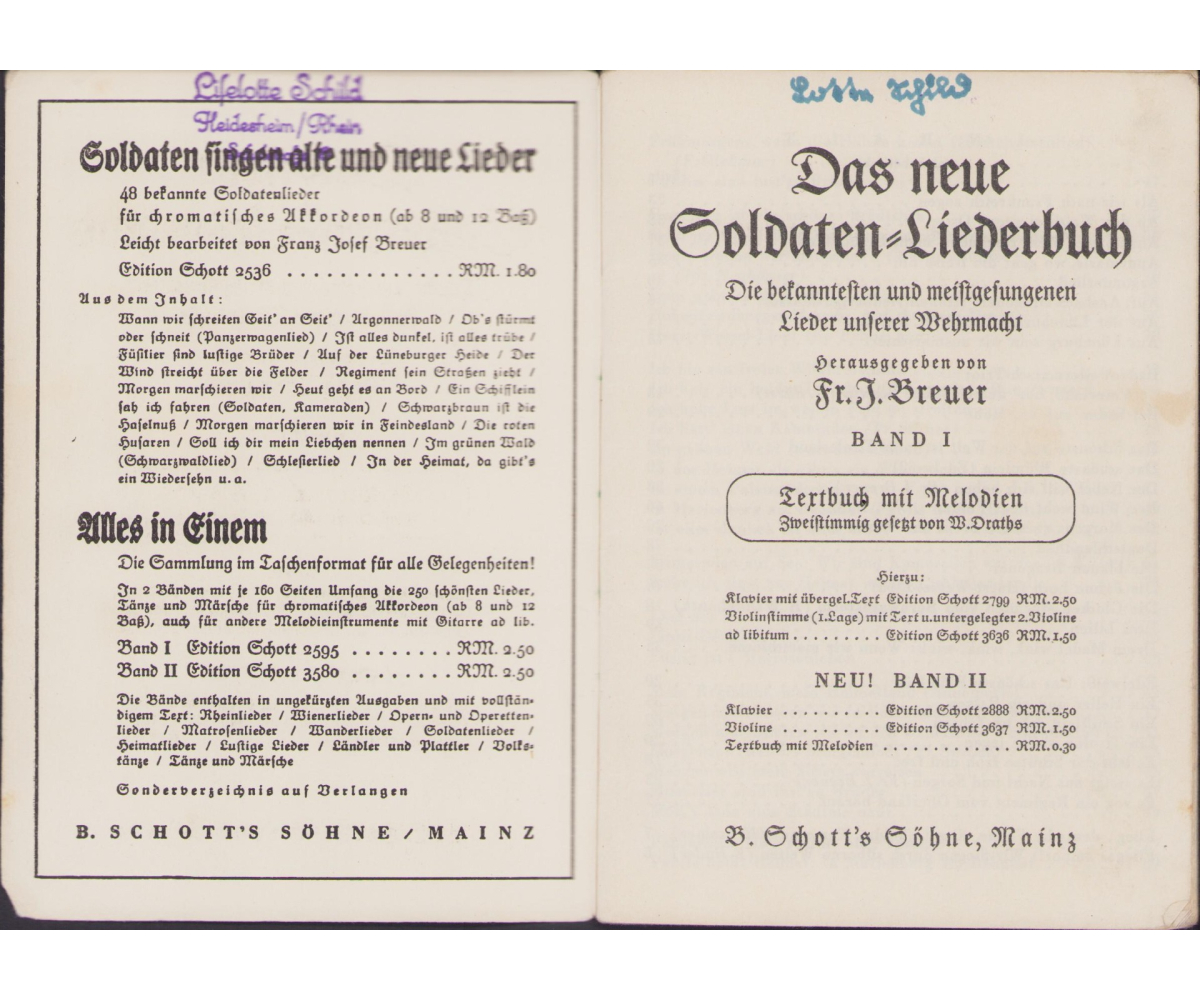 Liselotte Schild
Heidesheim/Rhein
Soldaten singen alte und neue Lieder
48 bekannte Soldatenlieder
für chromatisches Akkordeon (ab 8 und 12 Baß)
Leicht bearbeitet von Franz Josef Breuer
Edition Schott 2536 . . . . . . . . . . . . . . RM. 1.80
Aus dem Inhalt:
Wann wir schreiten Seit' an Seit' / Argonnerwald / Ob's stürmt
oder schneit (Panzerwagenlied) / Ist alles dunkel, ist alles trübe /
Füsilier sind lustige Brüder / Auf der Lüneburger Heide / Der
Wind streicht über die Felder / Regiment sein Straßen zieht /
Morgen marschieren wir / Heut geht es an Bord / Ein Schifflein
sah ich fahren (Soldaten, Kameraden) / Schwarzbraun ist die
Haselnuß / Morgen marschieren wir in Feindesland / Die roten
Husaren / Soll ich dir mein Liebchen nennen / Im grünen Wald
(Schwarzwaldlied) / Schlesierlied / In der Heimat, da gibt's
ein Wiedersehn u. a.
Alles in Einem
Die Sammlung im Taschenformat für alle Gelegenheiten!
In 2 Bänden mit je 160 Seiten Umfang die 250 schönsten Lieder,
Tänze und Märsche für chromatisches Akkordeon (ab 8 und 12
Baß), auch für andere Melodieinstrumente mit Gitarre ad lib.
Band I Edition Schott 2595 . . . . . . . . RM. 2.50
Band II Edition Schott 3580 . . . . . . . . RM. 2.50
Die Bände enthalten in ungekürzten Ausgaben und mit vollstän-
digem Text: Rheinlieder / Wienerlieder / Opern- und Operetten-
lieder / Matrosenlieder / Wanderlieder / Soldatenlieder /
Heimatlieder / Lustige Lieder / Ländler und Plattler / Volks-
tänze / Tänze und Märsche
Sonderverzeichnis auf Verlangen
B. SCHOTT'S SÖHNE / MAINZ
Lotte Schild
Das neue
Soldaten-Liederbuch
Die bekanntesten und meistgesungenen
Lieder unserer Wehrmacht
Herausgegeben von
Fr. J. Breuer
BAND I
Textbuch mit Melodien
Zweistimmig gesetzt von W. Draths
Hierzu:
Klavier mit übergel. Text Edition Schott 2799 RM. 2.50
Violinstimme (1. Lage) mit Text u. untergelegter 2. Violine
ad libitum . . . . . . . . . Edition Schott 3636 RM. 1.50
NEU! BAND II
Klavier . . . . . . . . . . Edition Schott 2888 RM. 2.50
Violine . . . . . . . . . . Edition Schott 3637 RM. 1.50
Textbuch mit Melodien . . . . . . . . . . . . . RM. 0.30
B. Schott's Söhne, Mainz